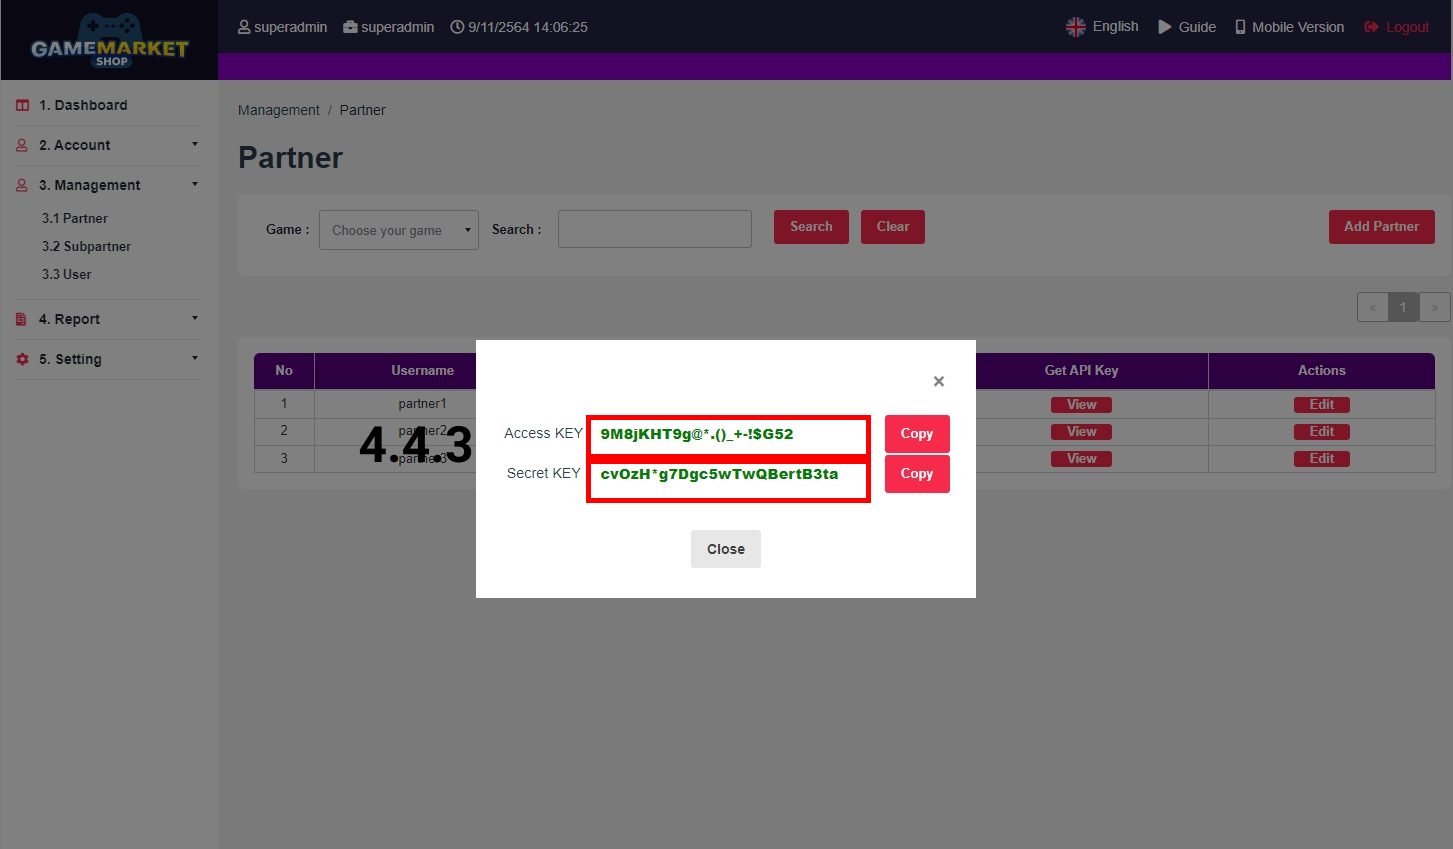 GAMEMARKET
SHOP
superadmin superadmin 9/11/2564 14:06:25 English Guide Mobile Version Logout
1. Dashboard
2. Account
3. Management
3.1 Partner
3.2 Subpartner
3.3 User
4. Report
5. Setting
Management / Partner
Partner
Game : Choose your game Search : Search Clear Add Partner
« 1 »
No Username Get API Key Actions
1 partner1 View Edit
2 partner2 View Edit
3 partner3 View Edit
4.4.3
×
Access KEY 9M8jKHT9g@*.()_+-!$G52 Copy
Secret KEY cvOzH*g7Dgc5wTwQBertB3ta Copy
Close